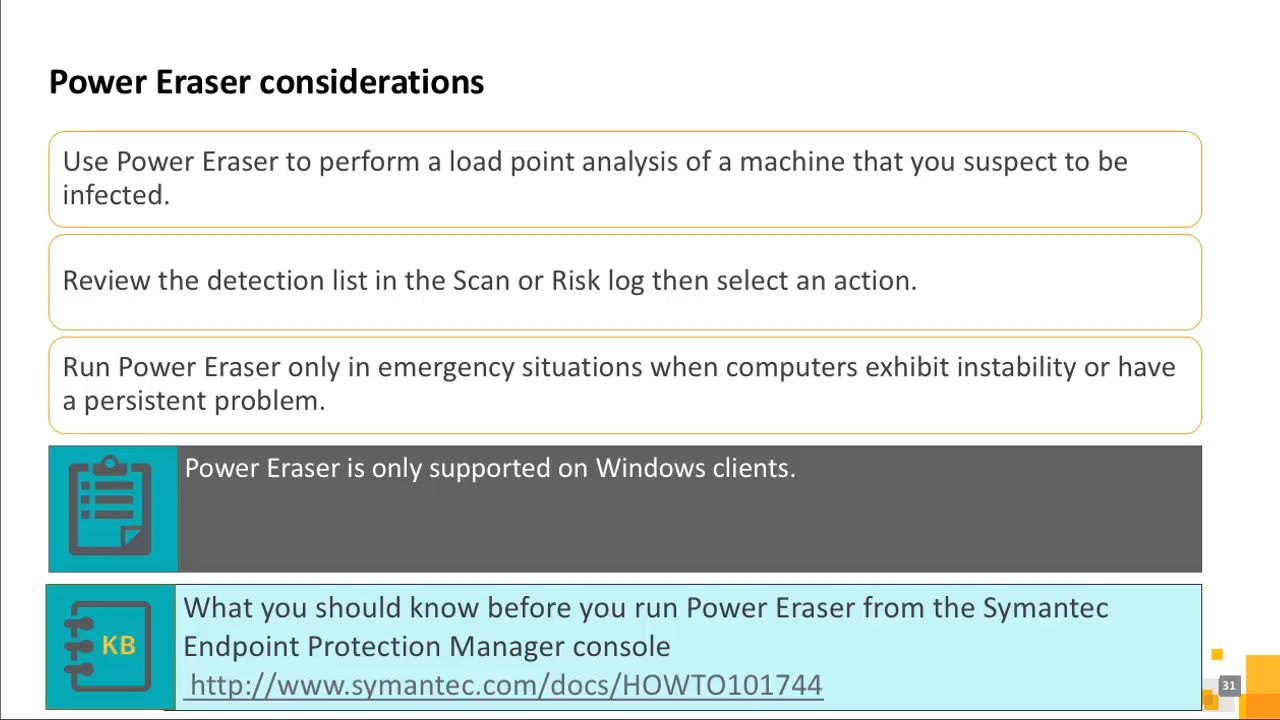 Power Eraser considerations
Use Power Eraser to perform a load point analysis of a machine that you suspect to be
infected.
Review the detection list in the Scan or Risk log then select an action.
Run Power Eraser only in emergency situations when computers exhibit instability or have
a persistent problem.
Power Eraser is only supported on Windows clients.
KB
What you should know before you run Power Eraser from the Symantec
Endpoint Protection Manager console
http://www.symantec.com/docs/HOWTO101744
31